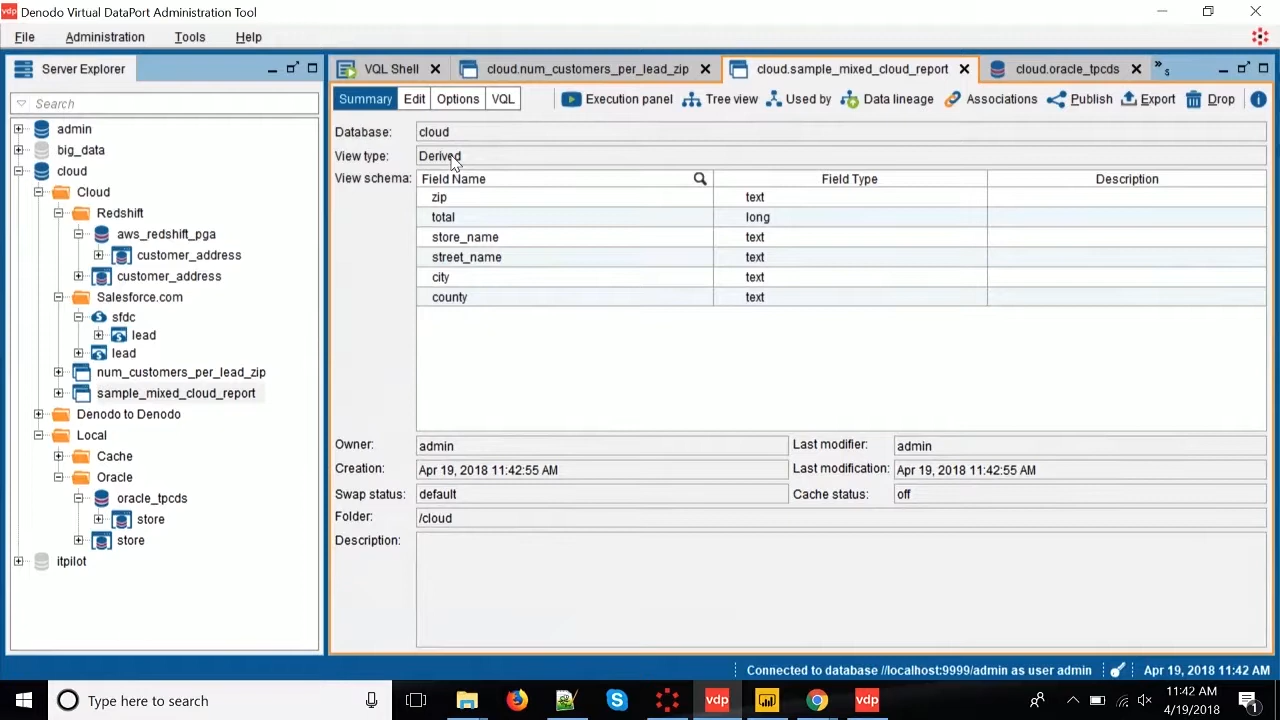 vdp Denodo Virtual DataPort Administration Tool
File Administration Tools Help
Server Explorer
VQL Shell cloud.num_customers_per_lead_zip cloud.sample_mixed_cloud_report cloud.oracle_tpcds »5
Search
Summary Edit Options VQL Execution panel Tree view Used by Data lineage Associations Publish Export Drop
admin
big_data
cloud
Cloud
Redshift
aws_redshift_pga
customer_address
customer_address
Salesforce.com
sfdc
lead
lead
num_customers_per_lead_zip
sample_mixed_cloud_report
Denodo to Denodo
Local
Cache
Oracle
oracle_tpcds
store
store
itpilot
Database: cloud
View type: Derived
View schema: Field Name Field Type Description
zip text
total long
store_name text
street_name text
city text
county text
Owner: admin Last modifier: admin
Creation: Apr 19, 2018 11:42:55 AM Last modification: Apr 19, 2018 11:42:55 AM
Swap status: default Cache status: off
Folder: /cloud
Description:
Connected to database //localhost:9999/admin as user admin Apr 19, 2018 11:42 AM
Type here to search
vdp
vdp
11:42 AM
4/19/2018
1